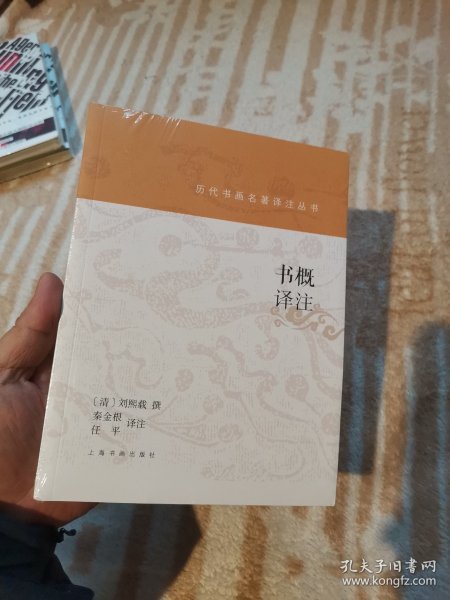 Ager
历代书画名著译注丛书
书概
译注
〔清〕刘熙载 撰
秦金根
任 平 译注
上海书画出版社
孔夫子旧书网
www.kongfz.com